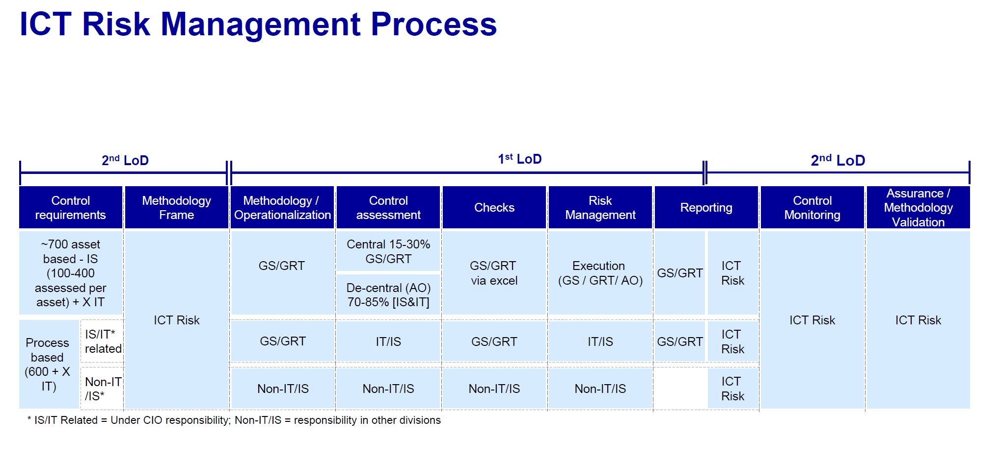 ICT Risk Management Process
2nd LoD
1st LoD
2nd LoD
Control
requirements
Methodology
Frame
Methodology /
Operationalization
Control
assessment
Checks
Risk
Management
Reporting
Control
Monitoring
Assurance /
Methodology
Validation
~700 asset
based - IS
(100-400
assessed per
asset) + X IT
ICT Risk
GS/GRT
Central 15-30%
GS/GRT
De-central (AO)
70-85% [IS&IT]
GS/GRT
via excel
Execution
(GS / GRT/ AO)
GS/GRT
ICT
Risk
ICT Risk
ICT Risk
Process
based
(600 + X
IT)
IS/IT*
related
GS/GRT
IT/IS
GS/GRT
IT/IS
GS/GRT
ICT
Risk
Non-IT
/IS*
Non-IT/IS
Non-IT/IS
Non-IT/IS
Non-IT/IS
ICT
Risk
* IS/IT Related = Under CIO responsibility; Non-IT/IS = responsibility in other divisions